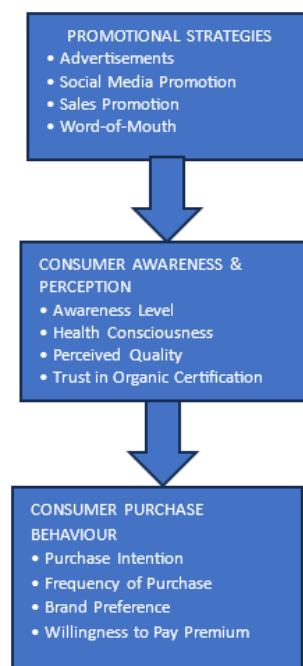 PROMOTIONAL STRATEGIES
• Advertisements
• Social Media Promotion
• Sales Promotion
• Word-of-Mouth
CONSUMER AWARENESS &
PERCEPTION
• Awareness Level
• Health Consciousness
• Perceived Quality
• Trust in Organic Certification
CONSUMER PURCHASE
BEHAVIOUR
• Purchase Intention
• Frequency of Purchase
• Brand Preference
• Willingness to Pay Premium